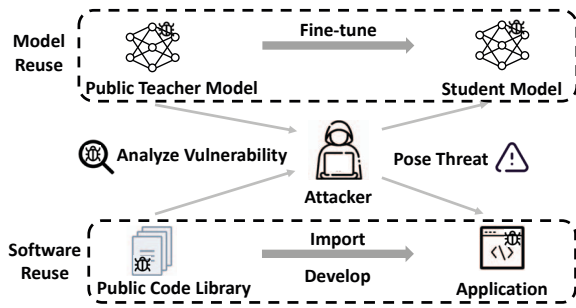 Model
Reuse
Fine-tune
Public Teacher Model
Student Model
Analyze Vulnerability
Pose Threat
Attacker
Software
Reuse
Import
Develop
Public Code Library
Application